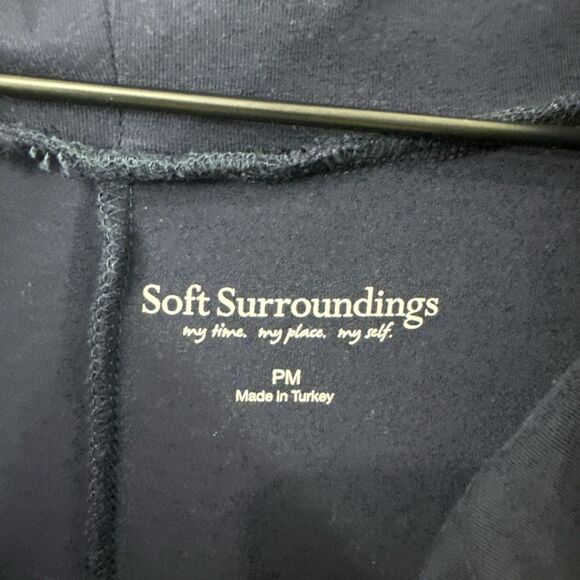 Soft Surroundings
my time. my place. my self.
PM
Made in Turkey